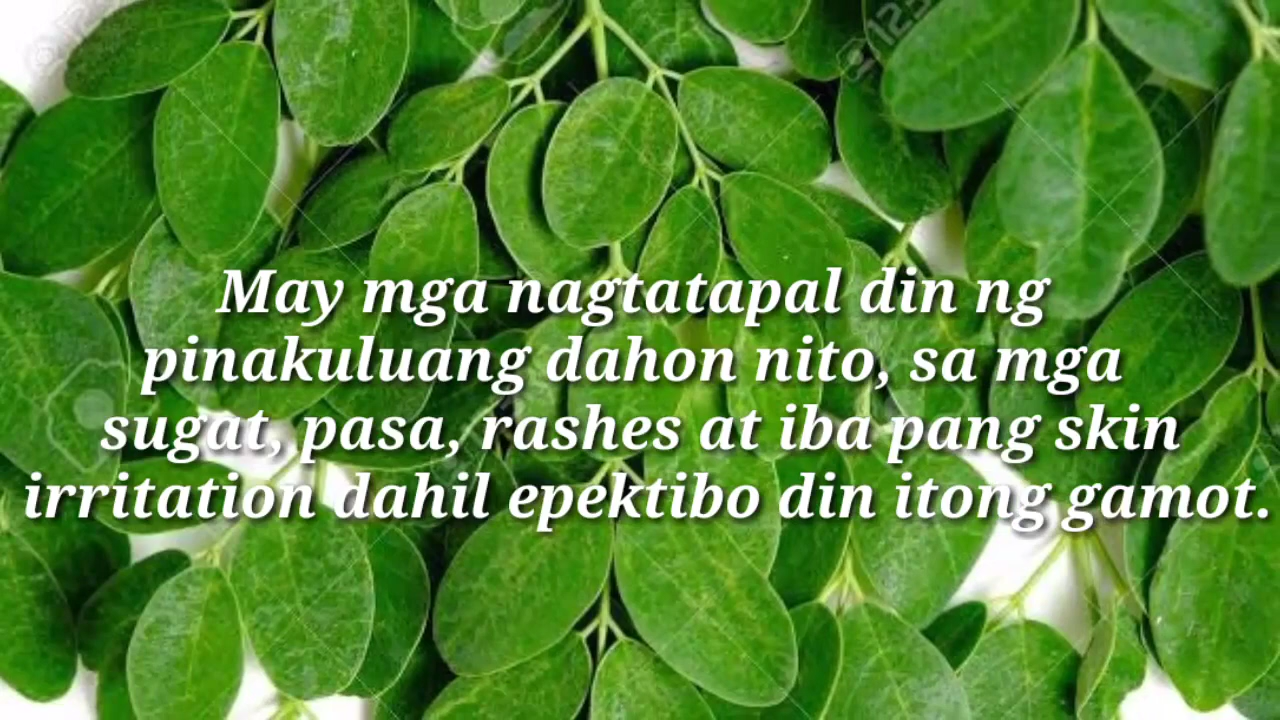 May mga nagtatapal din ng
pinakuluang dahon nito, sa mga
sugat, pasa, rashes at iba pang skin
irritation dahil epektibo din itong gamot.